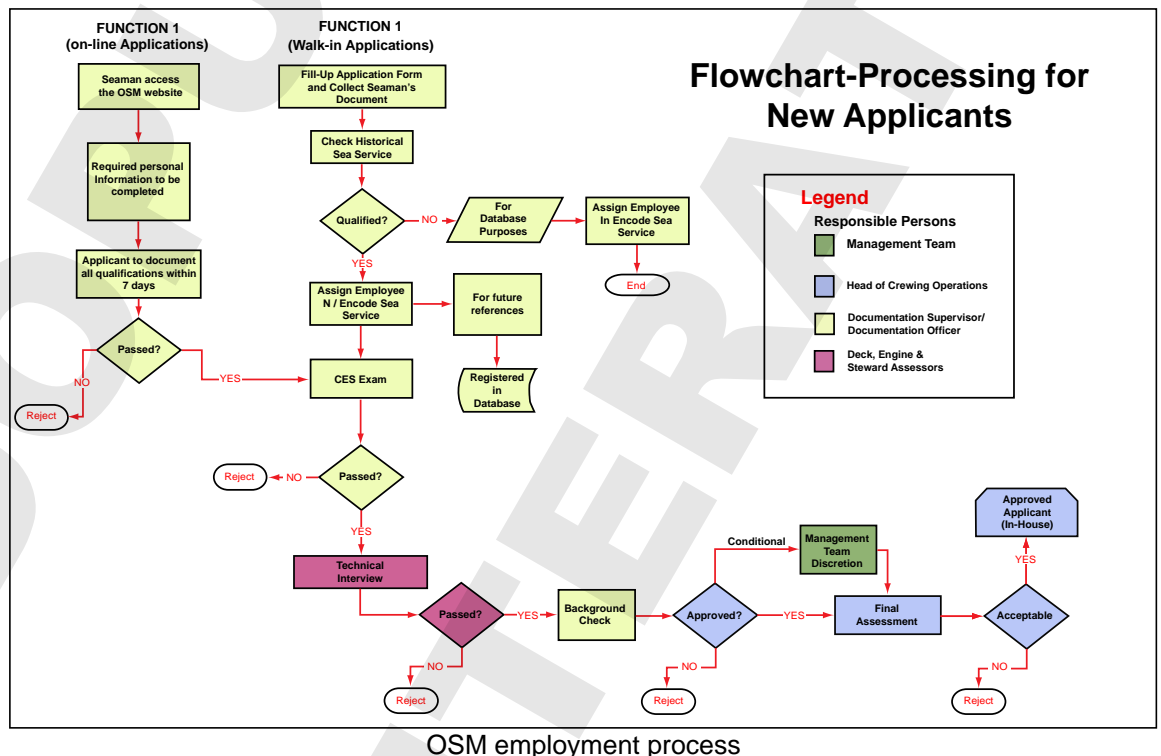 FUNCTION 1
(on-line Applications)
FUNCTION 1
(Walk-in Applications)
Flowchart-Processing for
New Applicants
Seaman access
the OSM website
Required personal
Information to be
completed
Applicant to document
all qualifications within
7 days
Passed?
NO
Reject
YES
Fill-Up Application Form
and Collect Seaman's
Document
Check Historical
Sea Service
Qualified?
NO
For
Database
Purposes
Assign Employee
In Encode Sea
Service
End
YES
Assign Employee
N / Encode Sea
Service
For future
references
Registered
in
Database
CES Exam
Passed?
NO
Reject
YES
Technical
Interview
Passed?
NO
Reject
YES
Background
Check
Approved?
NO
Reject
Conditional
Management
Team
Discretion
YES
Final
Assessment
Acceptable
NO
Reject
YES
Approved
Applicant
(In-House)
Legend
Responsible Persons
Management Team
Head of Crewing Operations
Documentation Supervisor/
Documentation Officer
Deck, Engine &
Steward Assessors
OSM employment process